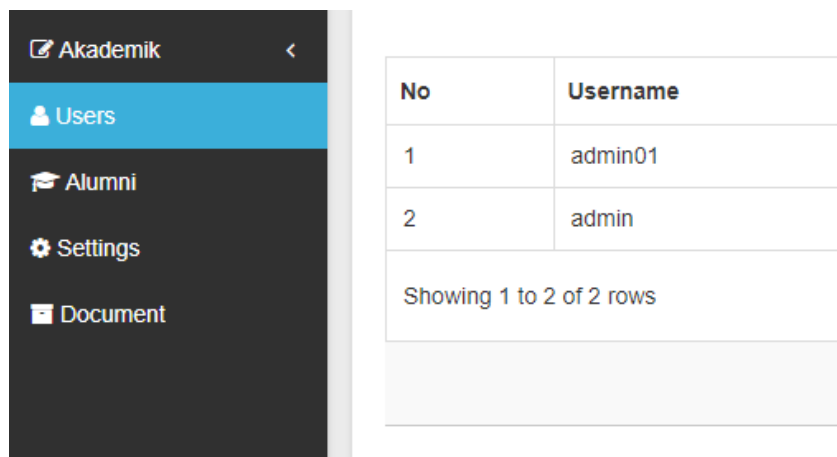 Akademik
Users
Alumni
Settings
Document
No Username
1 admin01
2 admin
Showing 1 to 2 of 2 rows